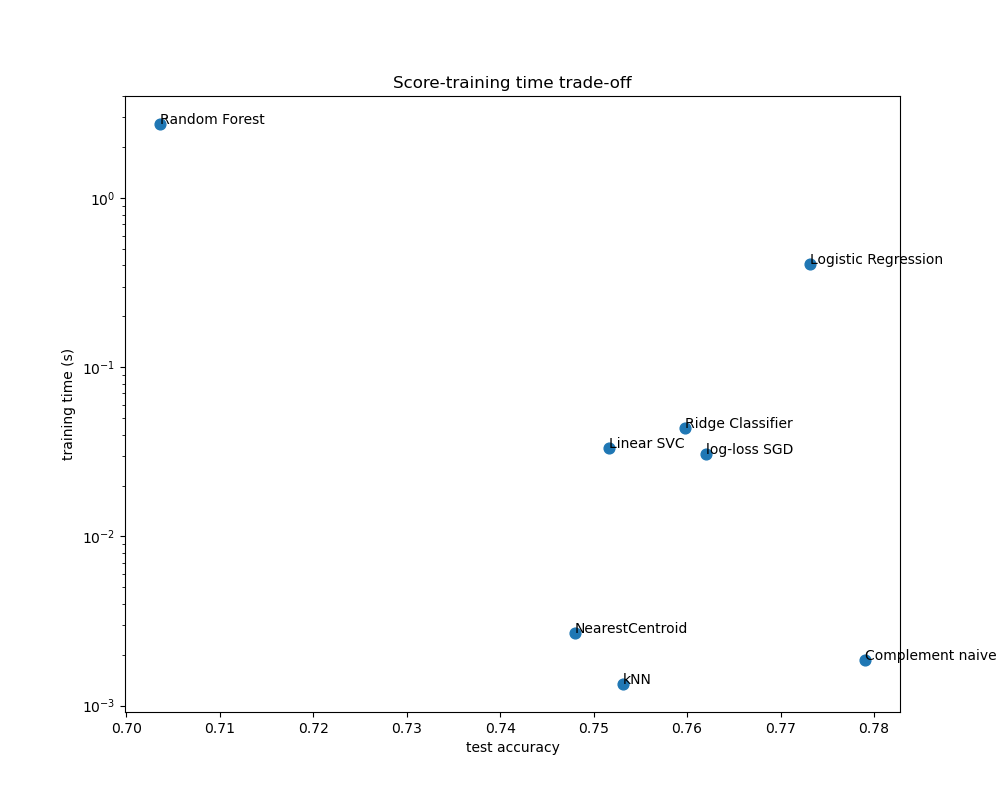 Score-training time trade-off
Random Forest
10⁰
Logistic Regression
10⁻¹
training time (s)
Ridge Classifier
Linear SVC
log-loss SGD
10⁻²
NearestCentroid
Complement naive
kNN
10⁻³
0.70 0.71 0.72 0.73 0.74 0.75 0.76 0.77 0.78
test accuracy